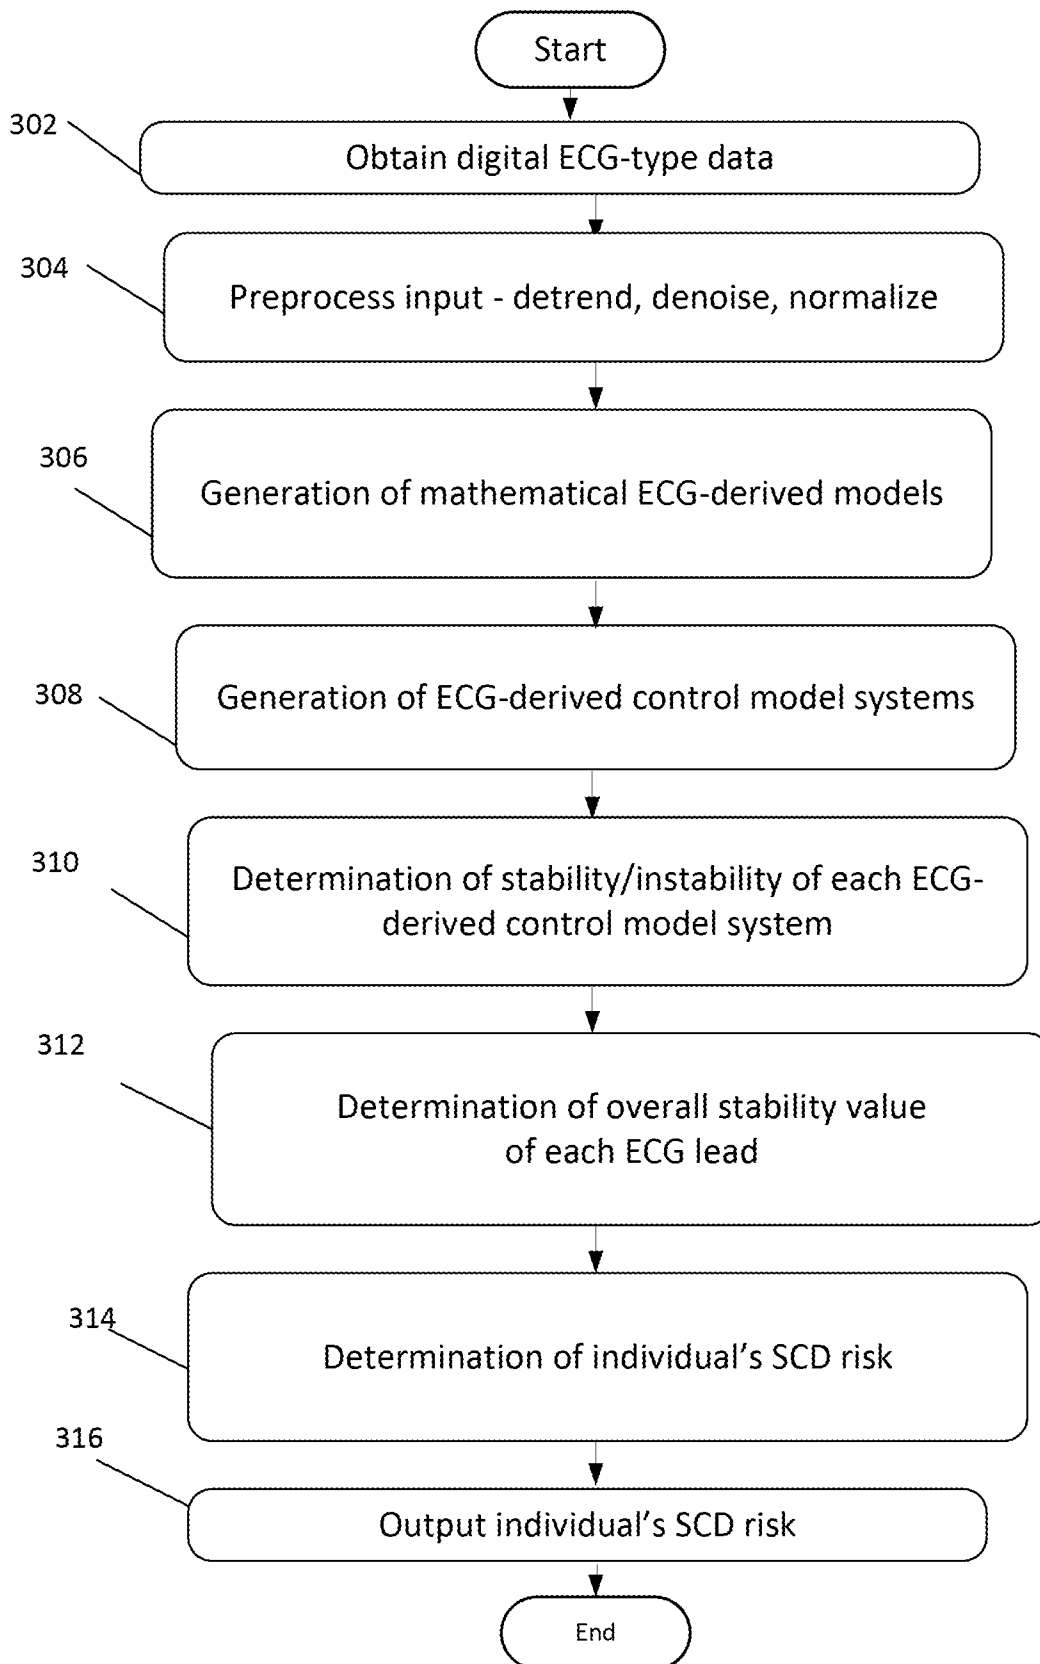 Start
302
Obtain digital ECG-type data
304
Preprocess input - detrend, denoise, normalize
306
Generation of mathematical ECG-derived models
308
Generation of ECG-derived control model systems
310
Determination of stability/instability of each ECG-
derived control model system
312
Determination of overall stability value
of each ECG lead
314
Determination of individual's SCD risk
316
Output individual's SCD risk
End